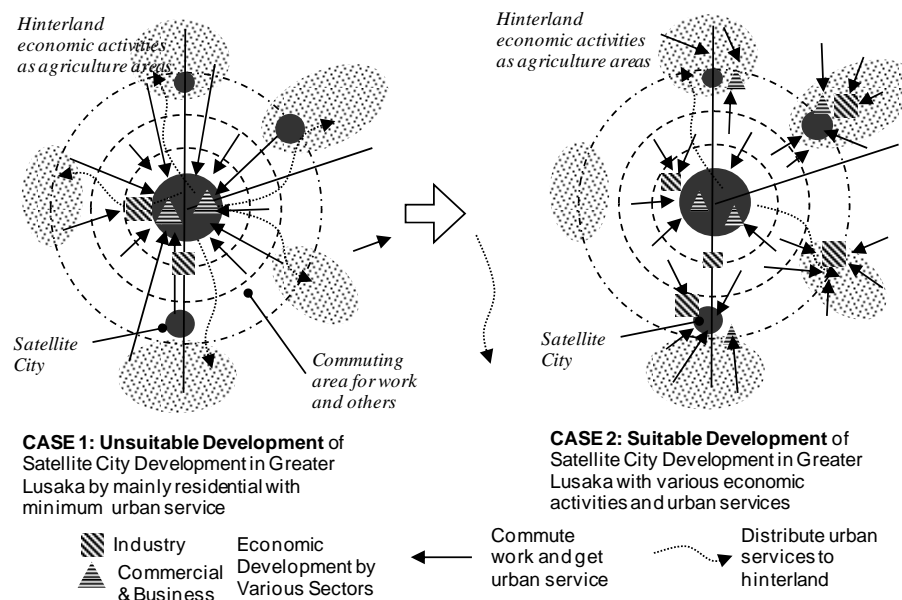 Hinterland
economic activities
as agriculture areas
Satellite
City
Commuting
area for work
and others
CASE 1: Unsuitable Development of
Satellite City Development in Greater
Lusaka by mainly residential with
minimum urban service
Hinterland
economic activities
as agriculture areas
Satellite
City
CASE 2: Suitable Development of
Satellite City Development in Greater
Lusaka with various economic
activities and urban services
Industry
Commercial
& Business
Economic
Development by
Various Sectors
Commute
work and get
urban service
Distribute urban
services to
hinterland